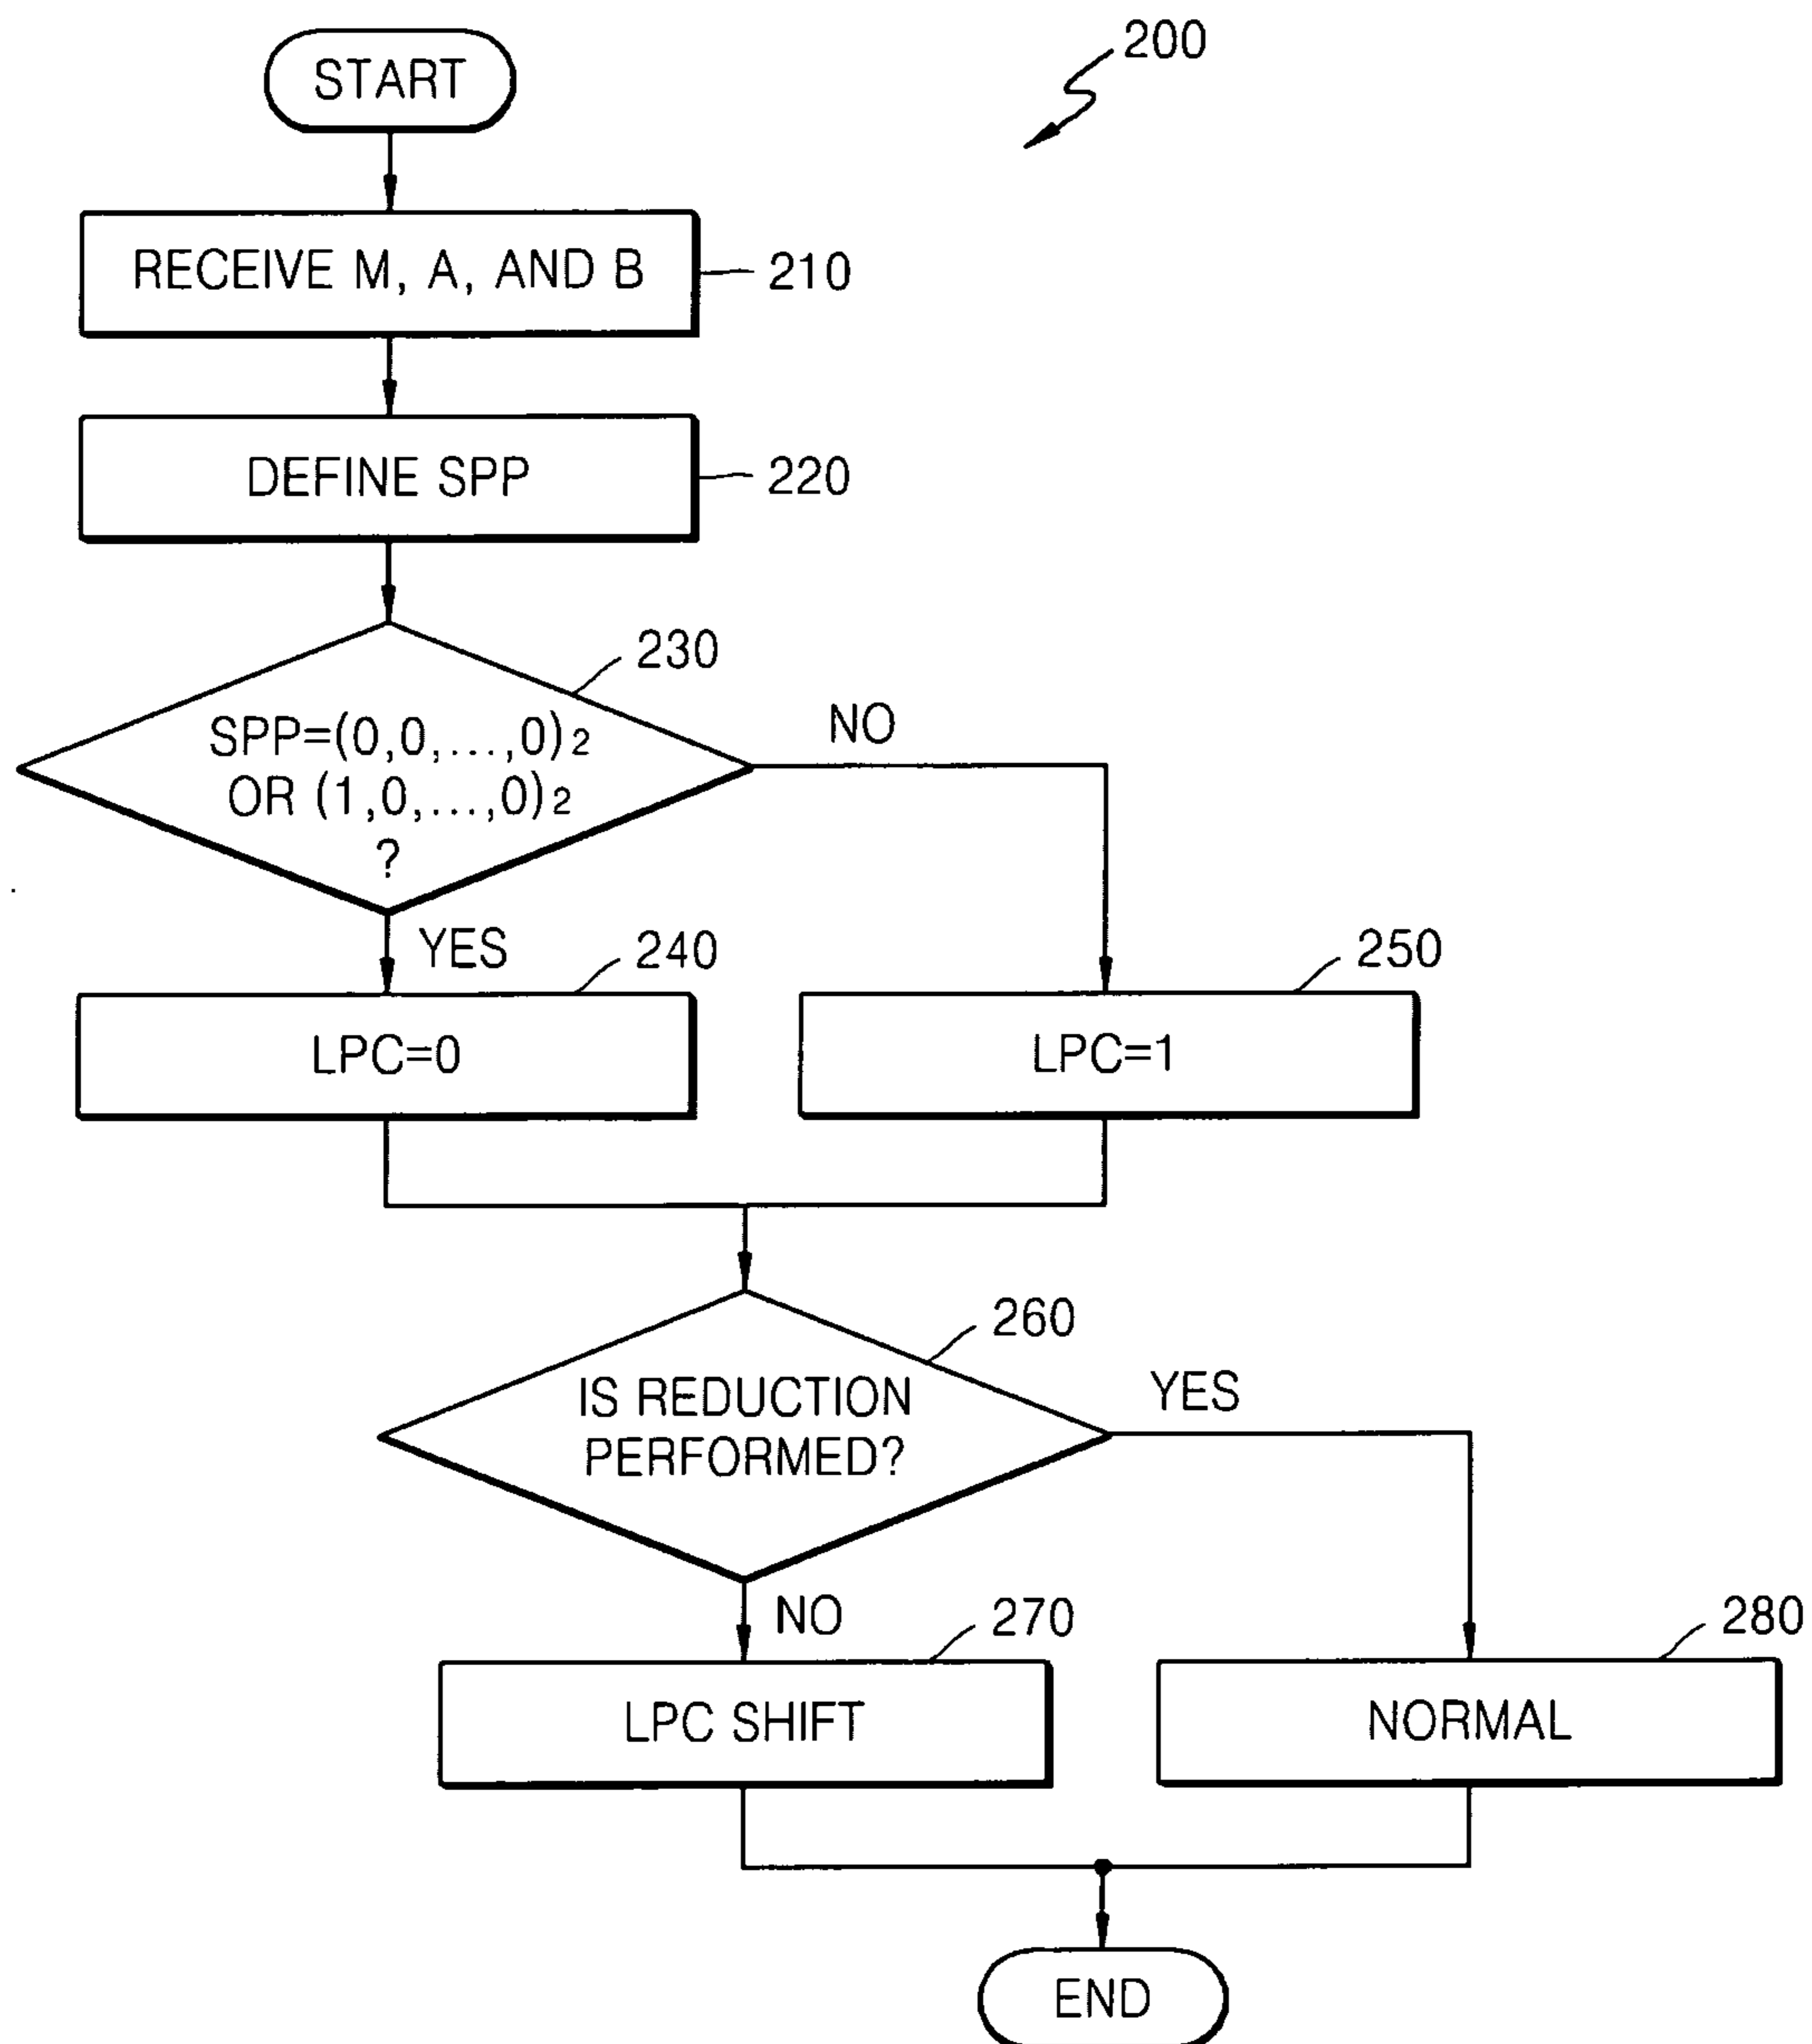 200
START
RECEIVE M, A, AND B
210
DEFINE SPP
220
230
SPP=(0,0,...,0)2
OR (1,0,...,0)2
?
NO
YES
240
250
LPC=0
LPC=1
260
IS REDUCTION
PERFORMED?
YES
NO
270
280
LPC SHIFT
NORMAL
END